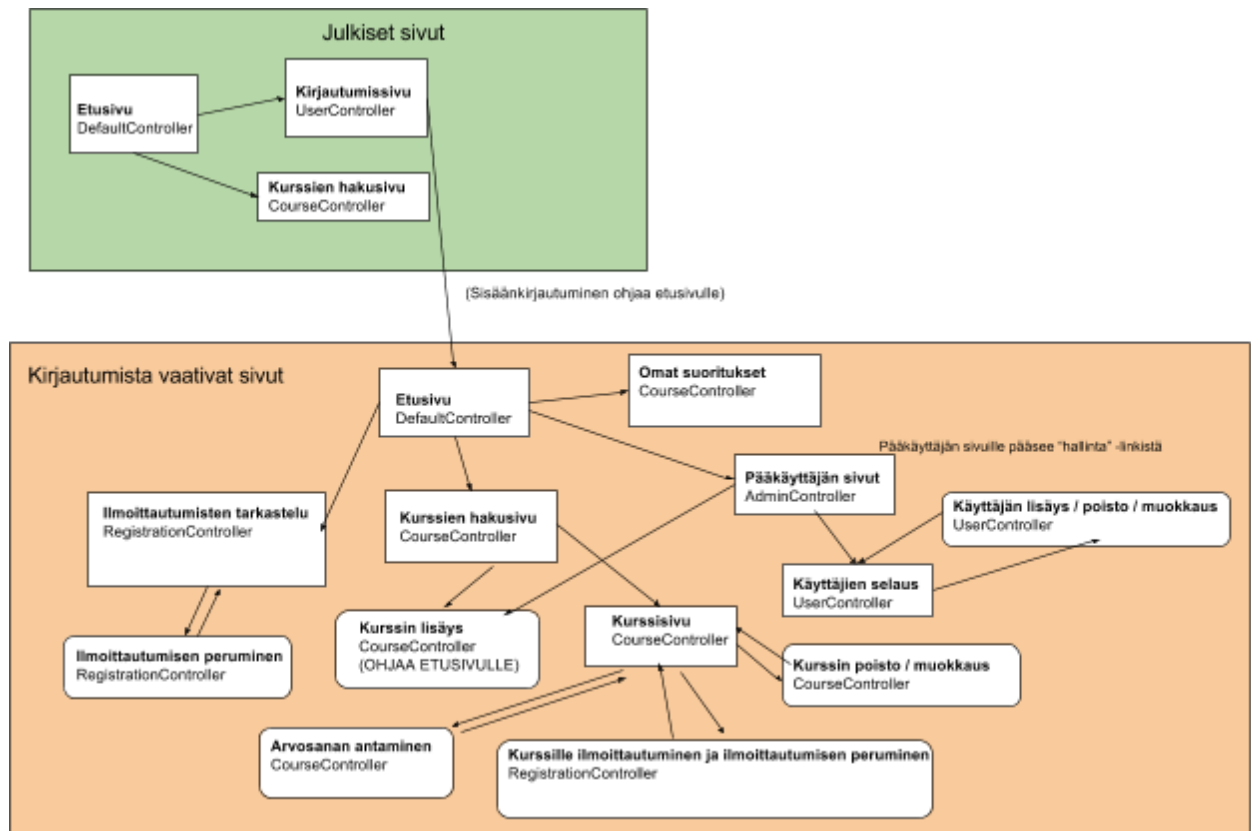 Julkiset sivut
Etusivu
DefaultController
Kirjautumissivu
UserController
Kurssien hakusivu
CourseController
(Sisäänkirjautuminen ohjaa etusivulle)
Kirjautumista vaativat sivut
Etusivu
DefaultController
Omat suoritukset
CourseController
Pääkäyttäjän sivuille pääsee "hallinta" -linkistä
Pääkäyttäjän sivut
AdminController
Ilmoittautumisten tarkastelu
RegistrationController
Kurssien hakusivu
CourseController
Käyttäjän lisäys / poisto / muokkaus
UserController
Käyttäjien selaus
UserController
Kurssin lisäys
CourseController
(OHJAA ETUSIVULLE)
Kurssisivu
CourseController
Ilmoittautumisen peruminen
RegistrationController
Kurssin poisto / muokkaus
CourseController
Arvosanan antaminen
CourseController
Kurssille ilmoittautuminen ja ilmoittautumisen peruminen
RegistrationController